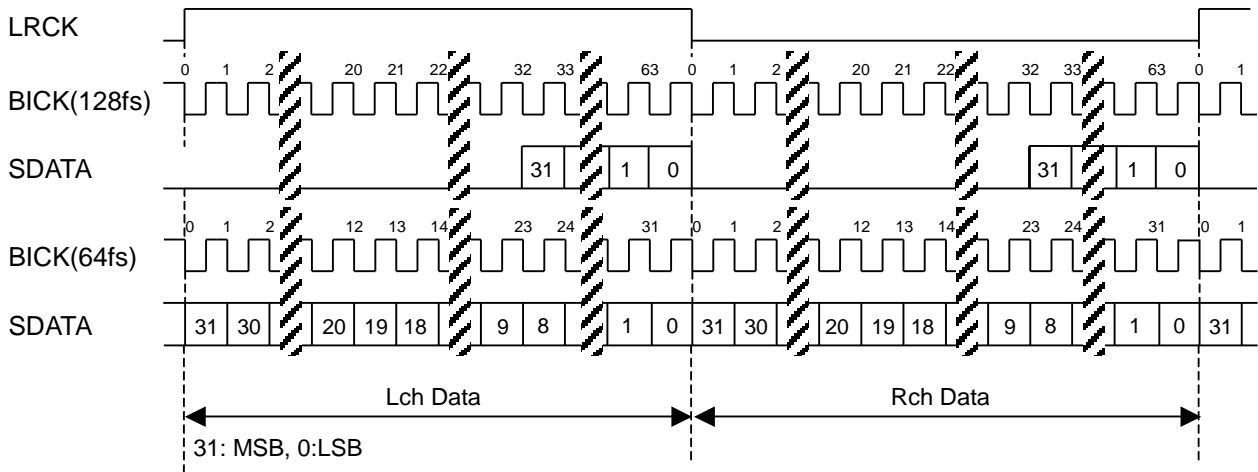 LRCK
0 1 2 20 21 22 32 33 63 0 1 2 20 21 22 32 33 63 0 1
BICK(128fs)
SDATA 31 1 0 31 1 0
0 1 2 12 13 14 23 24 31 0 1 2 12 13 14 23 24 31 0 1
BICK(64fs)
SDATA 31 30 20 19 18 9 8 1 0 31 30 20 19 18 9 8 1 0 31
Lch Data Rch Data
31: MSB, 0:LSB